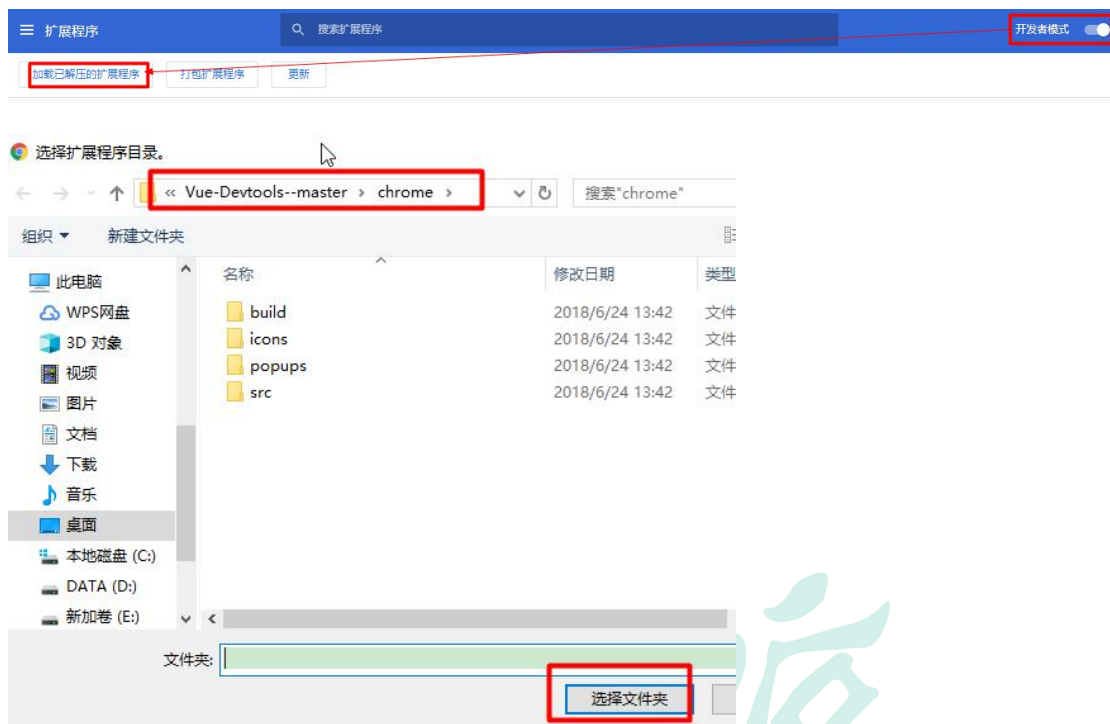 扩展程序 搜索扩展程序 开发者模式
加载已解压的扩展程序 打包扩展程序 更新
选择扩展程序目录。
« Vue-Devtools--master › chrome › 搜索"chrome"
组织 新建文件夹
此电脑 名称 修改日期 类型
WPS网盘 build 2018/6/24 13:42 文件
3D 对象 icons 2018/6/24 13:42 文件
视频 popups 2018/6/24 13:42 文件
图片 src 2018/6/24 13:42 文件
文档
下载
音乐
桌面
本地磁盘 (C:)
DATA (D:)
新加卷 (E:)
文件夹:
选择文件夹